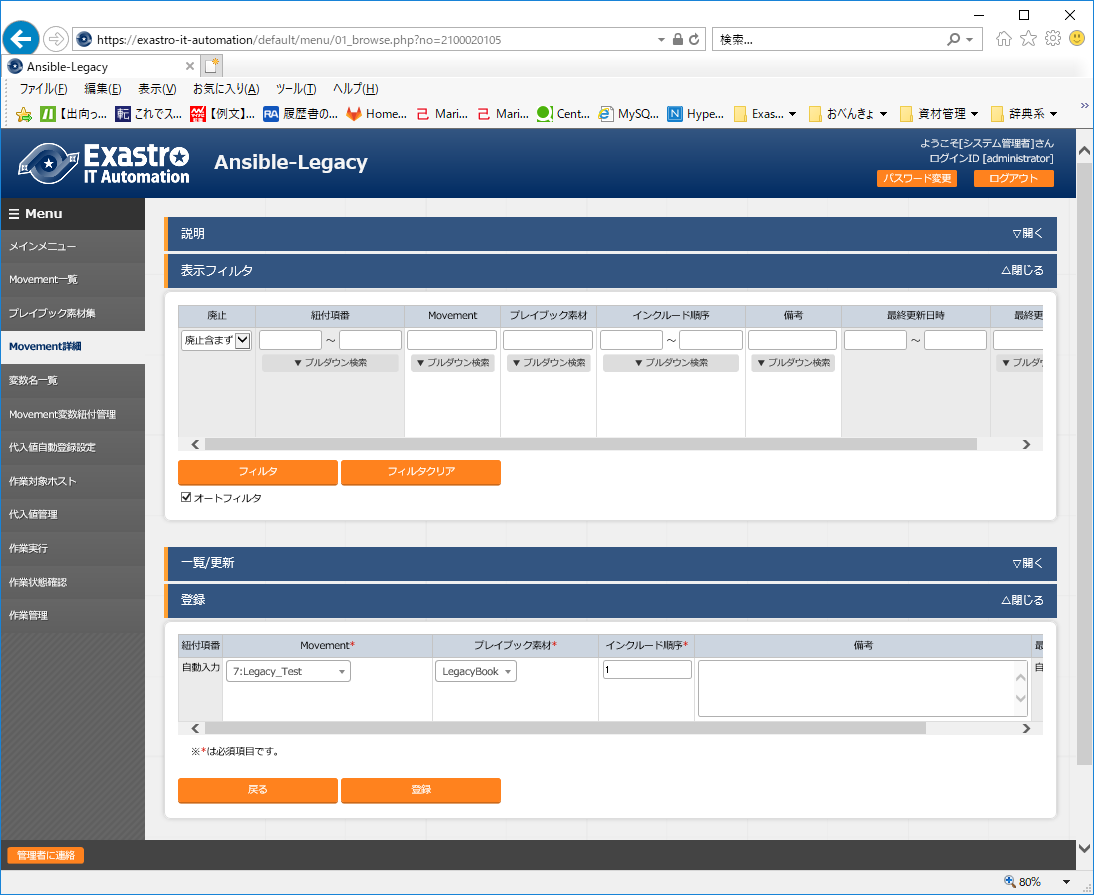 https://exastro-it-automation/default/menu/01_browse.php?no=2100020105
検索...
Ansible-Legacy
ファイル(F) 編集(E) 表示(V) お気に入り(A) ツール(T) ヘルプ(H)
【出向っ... これでス... 【例文】... 履歴書の... Home... Mari... Mari... Cent... MySQ... Hype... Exas... おべんきょ 資材管理 辞典系
Exastro
IT Automation
Ansible-Legacy
ようこそ[システム管理者]さん
ログインID [administrator]
パスワード変更 ログアウト
☰ Menu
メインメニュー
Movement一覧
プレイブック素材集
Movement詳細
変数名一覧
Movement変数紐付管理
代入値自動登録設定
作業対象ホスト
代入値管理
作業実行
作業状態確認
作業管理
説明 ▽開く
表示フィルタ △閉じる
廃止 紐付項番 Movement プレイブック素材 インクルード順序 備考 最終更新日時 最終更
廃止含まず ～ ～ ～
▼プルダウン検索 ▼プルダウン検索 ▼プルダウン検索 ▼プルダウン検索 ▼プルダウン検索 ▼プルダ
フィルタ フィルタクリア
オートフィルタ
一覧/更新 ▽開く
登録 △閉じる
紐付項番 Movement* プレイブック素材* インクルード順序* 備考 最
自動入力 7:Legacy_Test LegacyBook 1 自
※*は必須項目です。
戻る 登録
管理者に連絡
80%